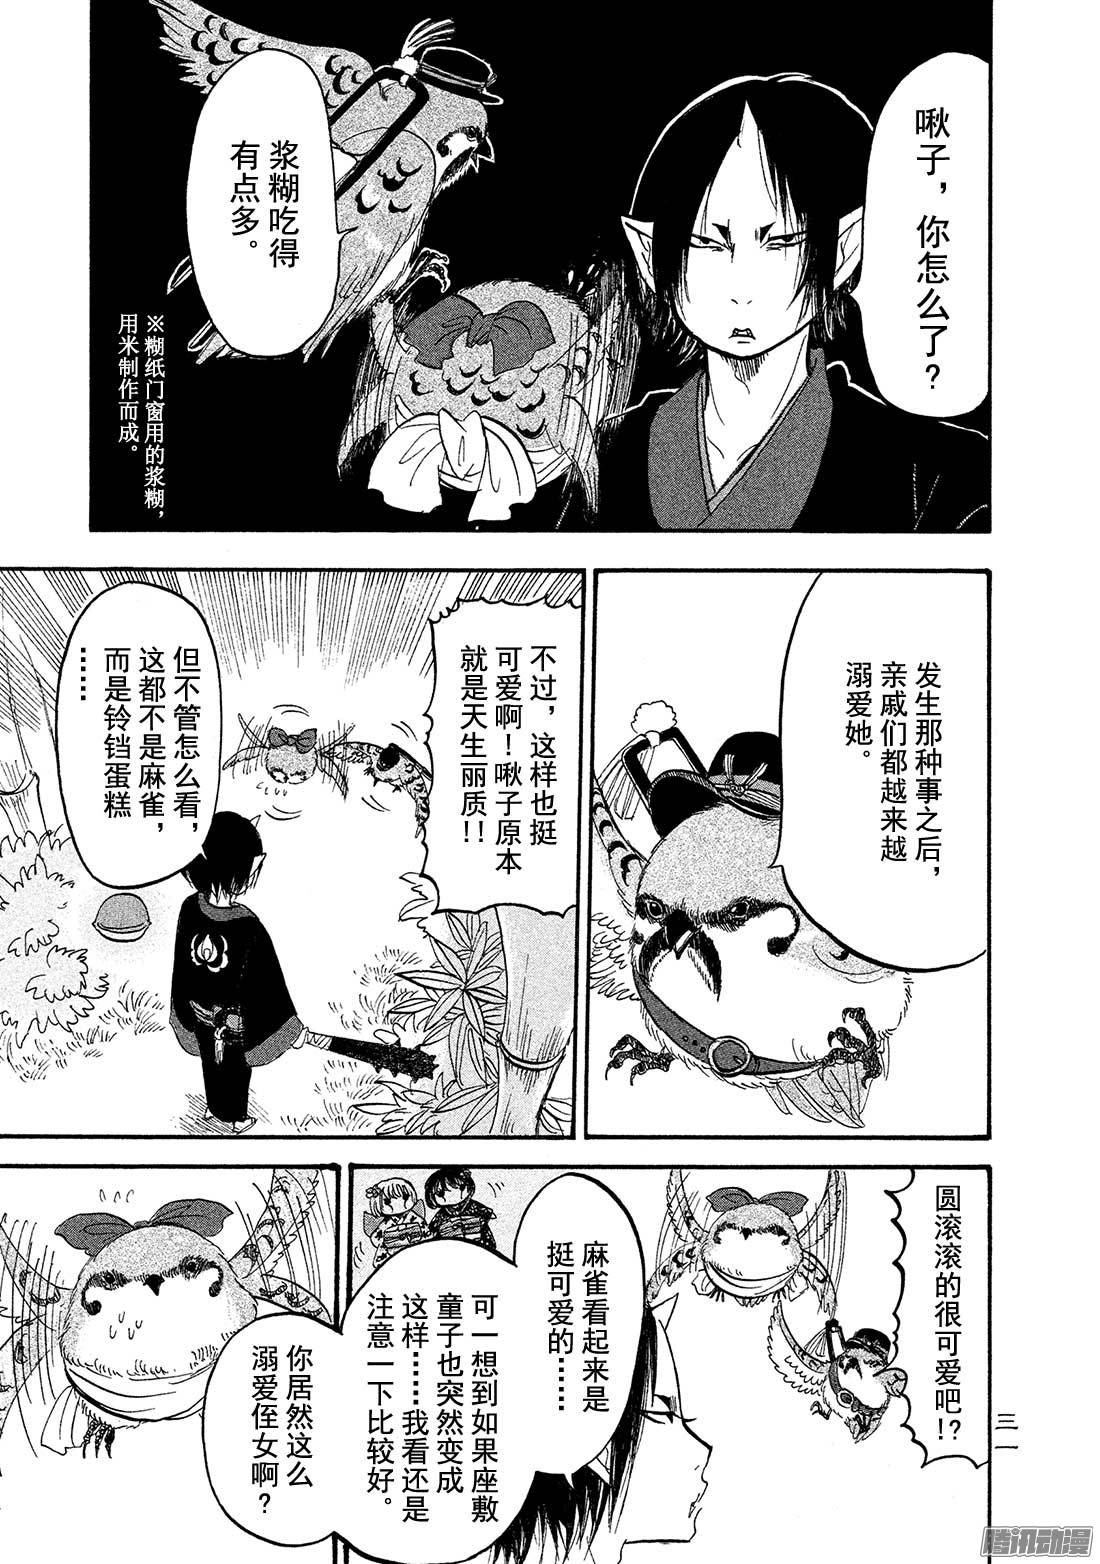 啾子，你怎么了？
浆糊吃得
有点多。
※糊纸门窗用的浆糊，
用米制作而成。
发生那种事之后，
亲戚们都越来越
溺爱她。
不过，这样也挺
可爱啊！啾子原本
就是天生丽质！！
但不管怎么看，
这都不是麻雀，
而是铃铛蛋糕
……
圆滚滚的很可爱吧！？
麻雀看起来是
挺可爱的……
可一想到如果座敷
童子也突然变成
这样……我看还是
注意一下比较好。
你居然这么
溺爱侄女啊？
三一
腾讯动漫